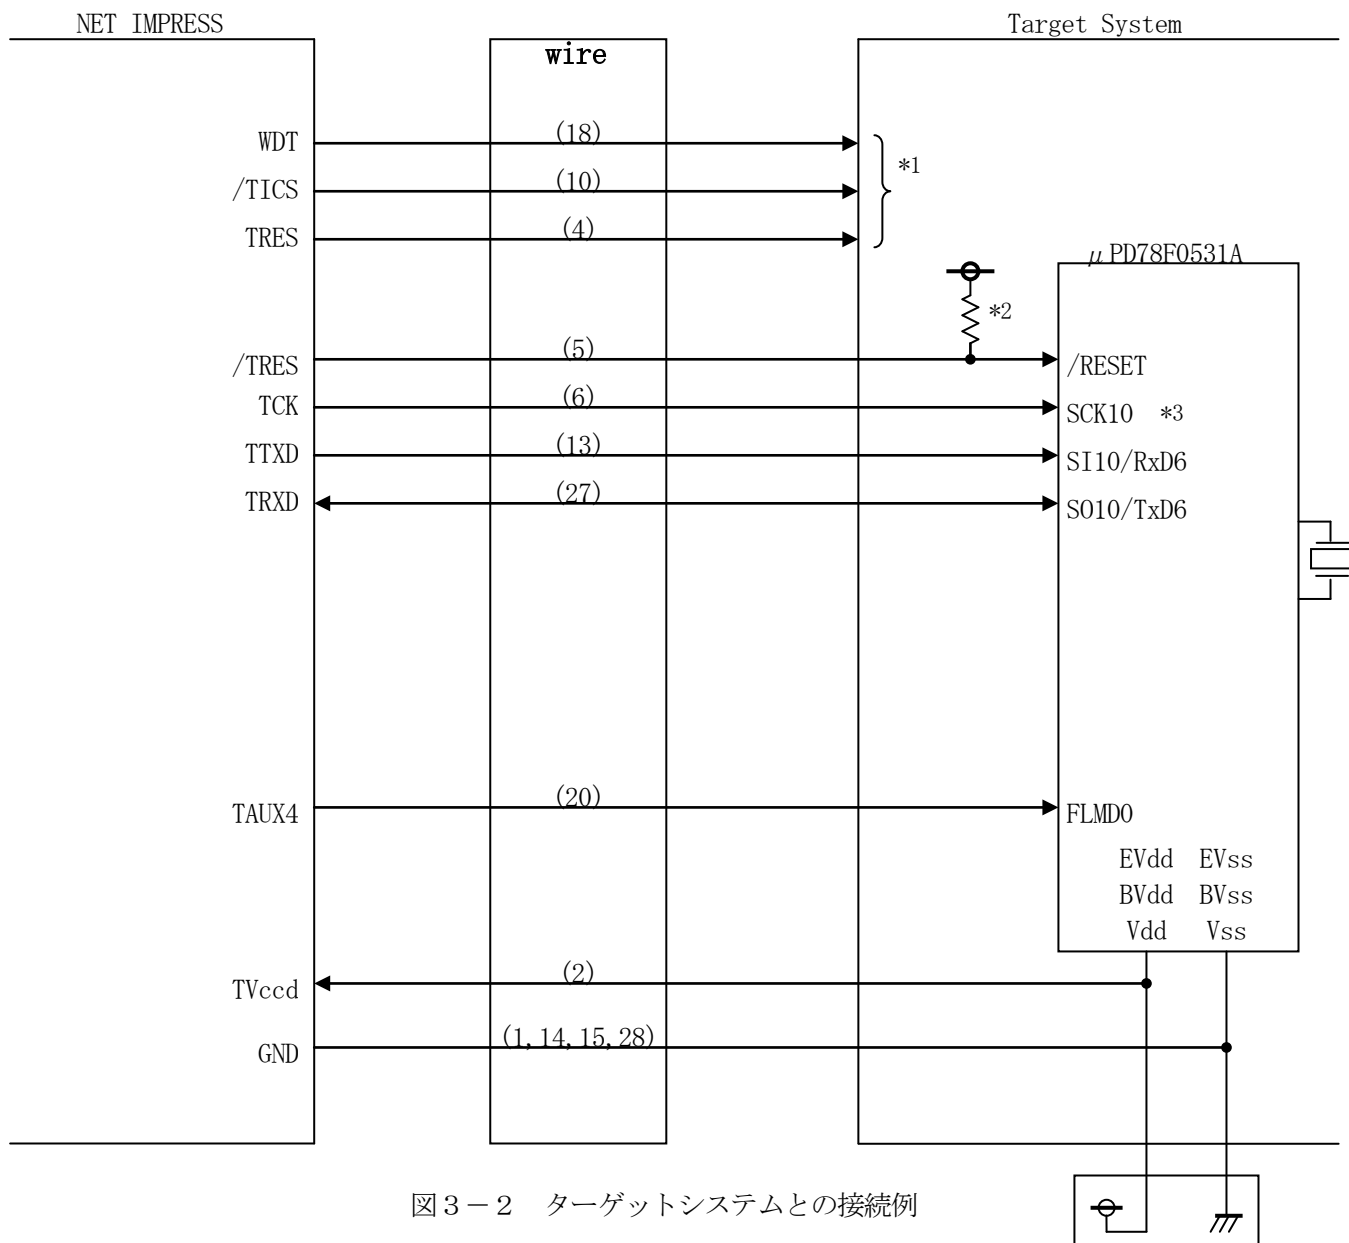 NET IMPRESS
Target System
wire
WDT
(18)
*1
/TICS
(10)
TRES
(4)
μPD78F0531A
*2
/TRES
(5)
/RESET
TCK
(6)
SCK10 *3
TTXD
(13)
SI10/RxD6
TRXD
(27)
SO10/TxD6
TAUX4
(20)
FLMD0
EVdd EVss
BVdd BVss
Vdd Vss
TVccd
(2)
GND
(1,14,15,28)
図3-2 ターゲットシステムとの接続例